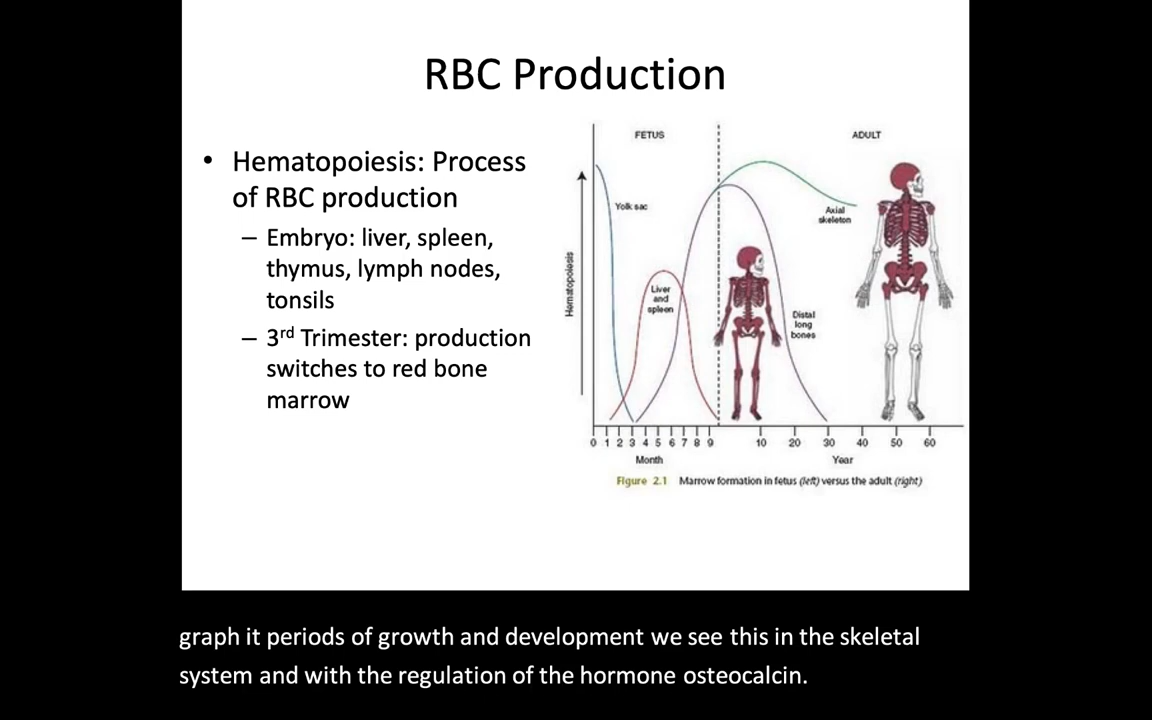 RBC Production
• Hematopoiesis: Process
of RBC production
– Embryo: liver, spleen,
thymus, lymph nodes,
tonsils
– 3rd Trimester: production
switches to red bone
marrow
FETUS
ADULT
Yolk sac
Axial
skeleton
Hematopoiesis
Liver
and
spleen
Distal
long
bones
0 1 2 3 4 5 6 7 8 9 10 20 30 40 50 60
Month Year
Figure 2.1 Marrow formation in fetus (left) versus the adult (right)
graph it periods of growth and development we see this in the skeletal
system and with the regulation of the hormone osteocalcin.